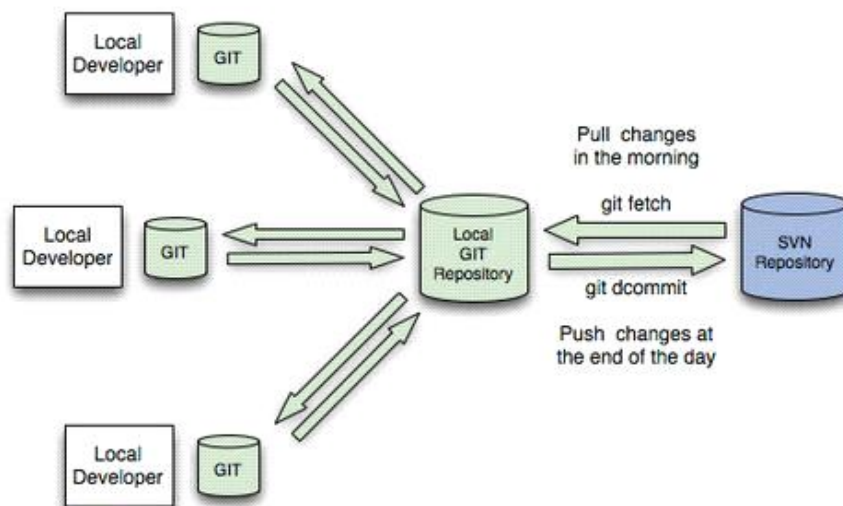 Local
Developer
GIT
Pull changes
in the morning
Local
Developer
GIT
Local
GIT
Repository
git fetch
SVN
Repository
git dcommit
Push changes at
the end of the day
Local
Developer
GIT